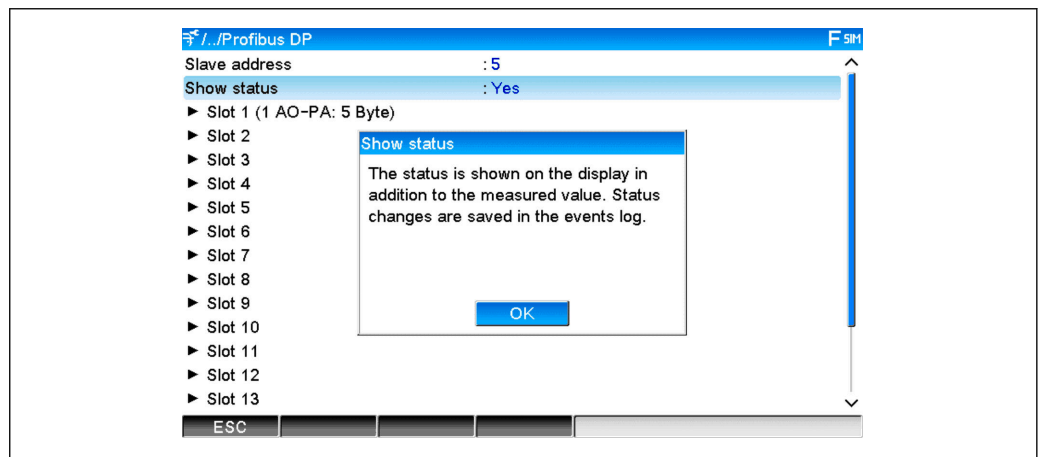 /../Profibus DP
F SIM
Slave address : 5
Show status : Yes
► Slot 1 (1 AO-PA: 5 Byte)
► Slot 2
► Slot 3
► Slot 4
► Slot 5
► Slot 6
► Slot 7
► Slot 8
► Slot 9
► Slot 10
► Slot 11
► Slot 12
► Slot 13
Show status
The status is shown on the display in
addition to the measured value. Status
changes are saved in the events log.
OK
ESC